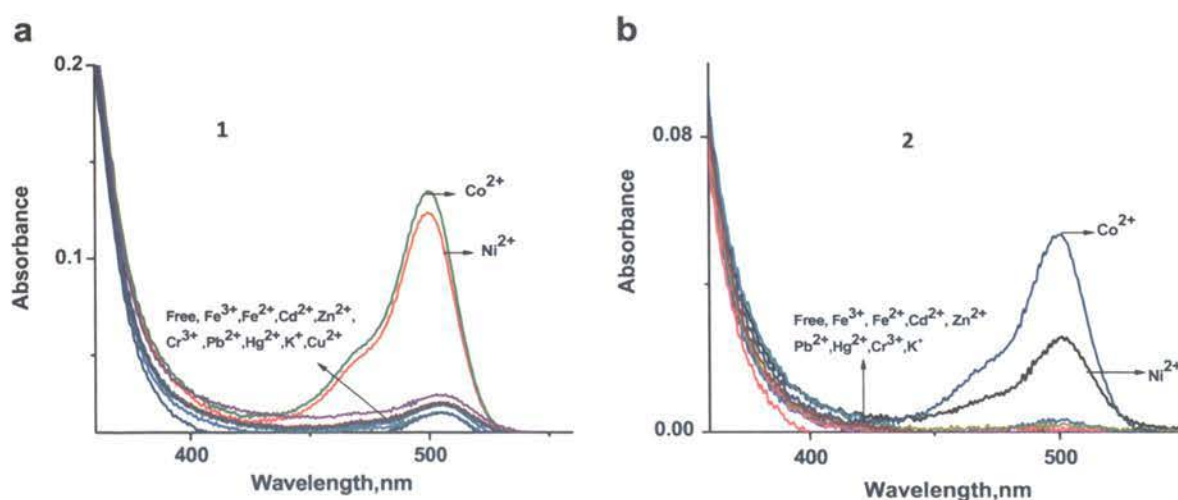 a
0.2
0.1
Absorbance
1
Co²⁺
Ni²⁺
Free, Fe³⁺,Fe²⁺,Cd²⁺,Zn²⁺,
Cr³⁺,Pb²⁺,Hg²⁺,K⁺,Cu²⁺
400
500
Wavelength,nm
b
0.08
0.00
Absorbance
2
Co²⁺
Ni²⁺
Free, Fe³⁺, Fe²⁺,Cd²⁺, Zn²⁺
Pb²⁺,Hg²⁺,Cr³⁺,K⁺
400
500
Wavelength,nm